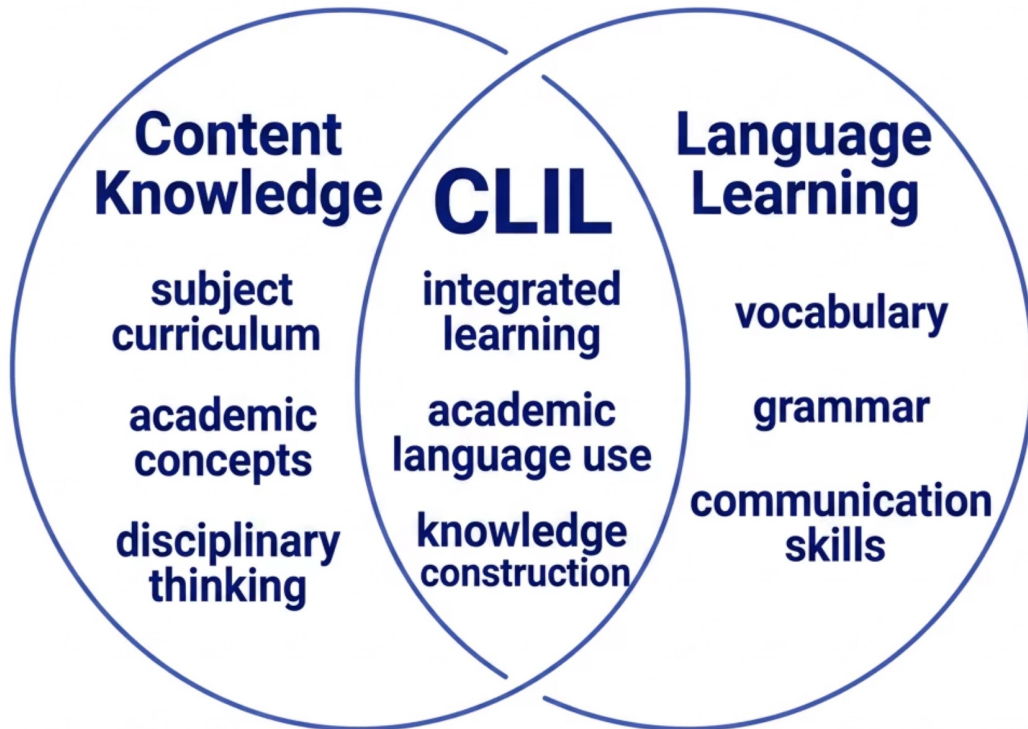 Content
Knowledge
subject
curriculum
academic
concepts
disciplinary
thinking
CLIL
integrated
learning
academic
language use
knowledge
construction
Language
Learning
vocabulary
grammar
communication
skills